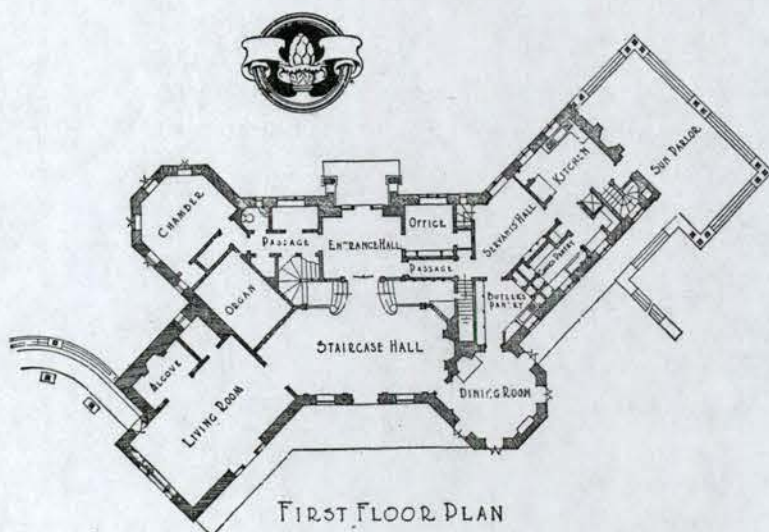 CHAMBER
PASSAGE
ENTRANCE HALL
OFFICE
PASSAGE
SERVANTS' HALL
KITCHEN
SUN PARLOR
BUTLER'S
PANTRY
ORGAN
STAIRCASE HALL
ALCOVE
LIVING ROOM
DINING ROOM
FIRST FLOOR PLAN